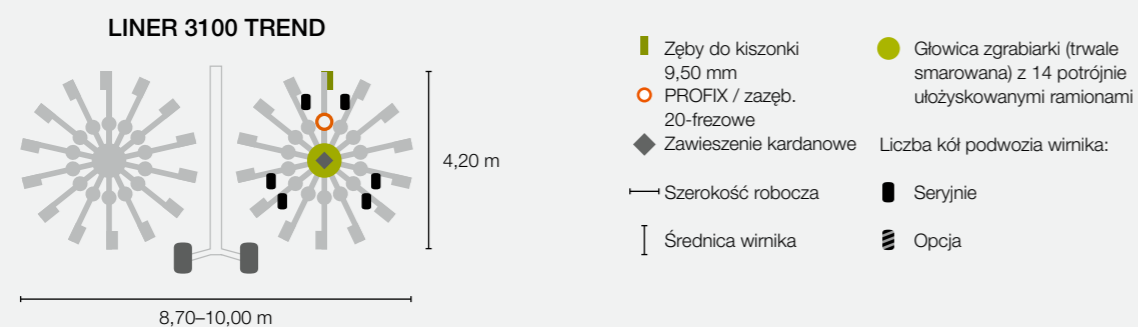 LINER 3100 TREND
4,20 m
8,70–10,00 m
Zęby do kiszonki
9,50 mm
PROFIX / zazęb.
20-frezowe
Zawieszenie kardanowe
Szerokość robocza
Średnica wirnika
Głowica zgrabiarki (trwale
smarowana) z 14 potrójnie
ułożyskowanymi ramionami
Liczba kół podwozia wirnika:
Seryjnie
Opcja